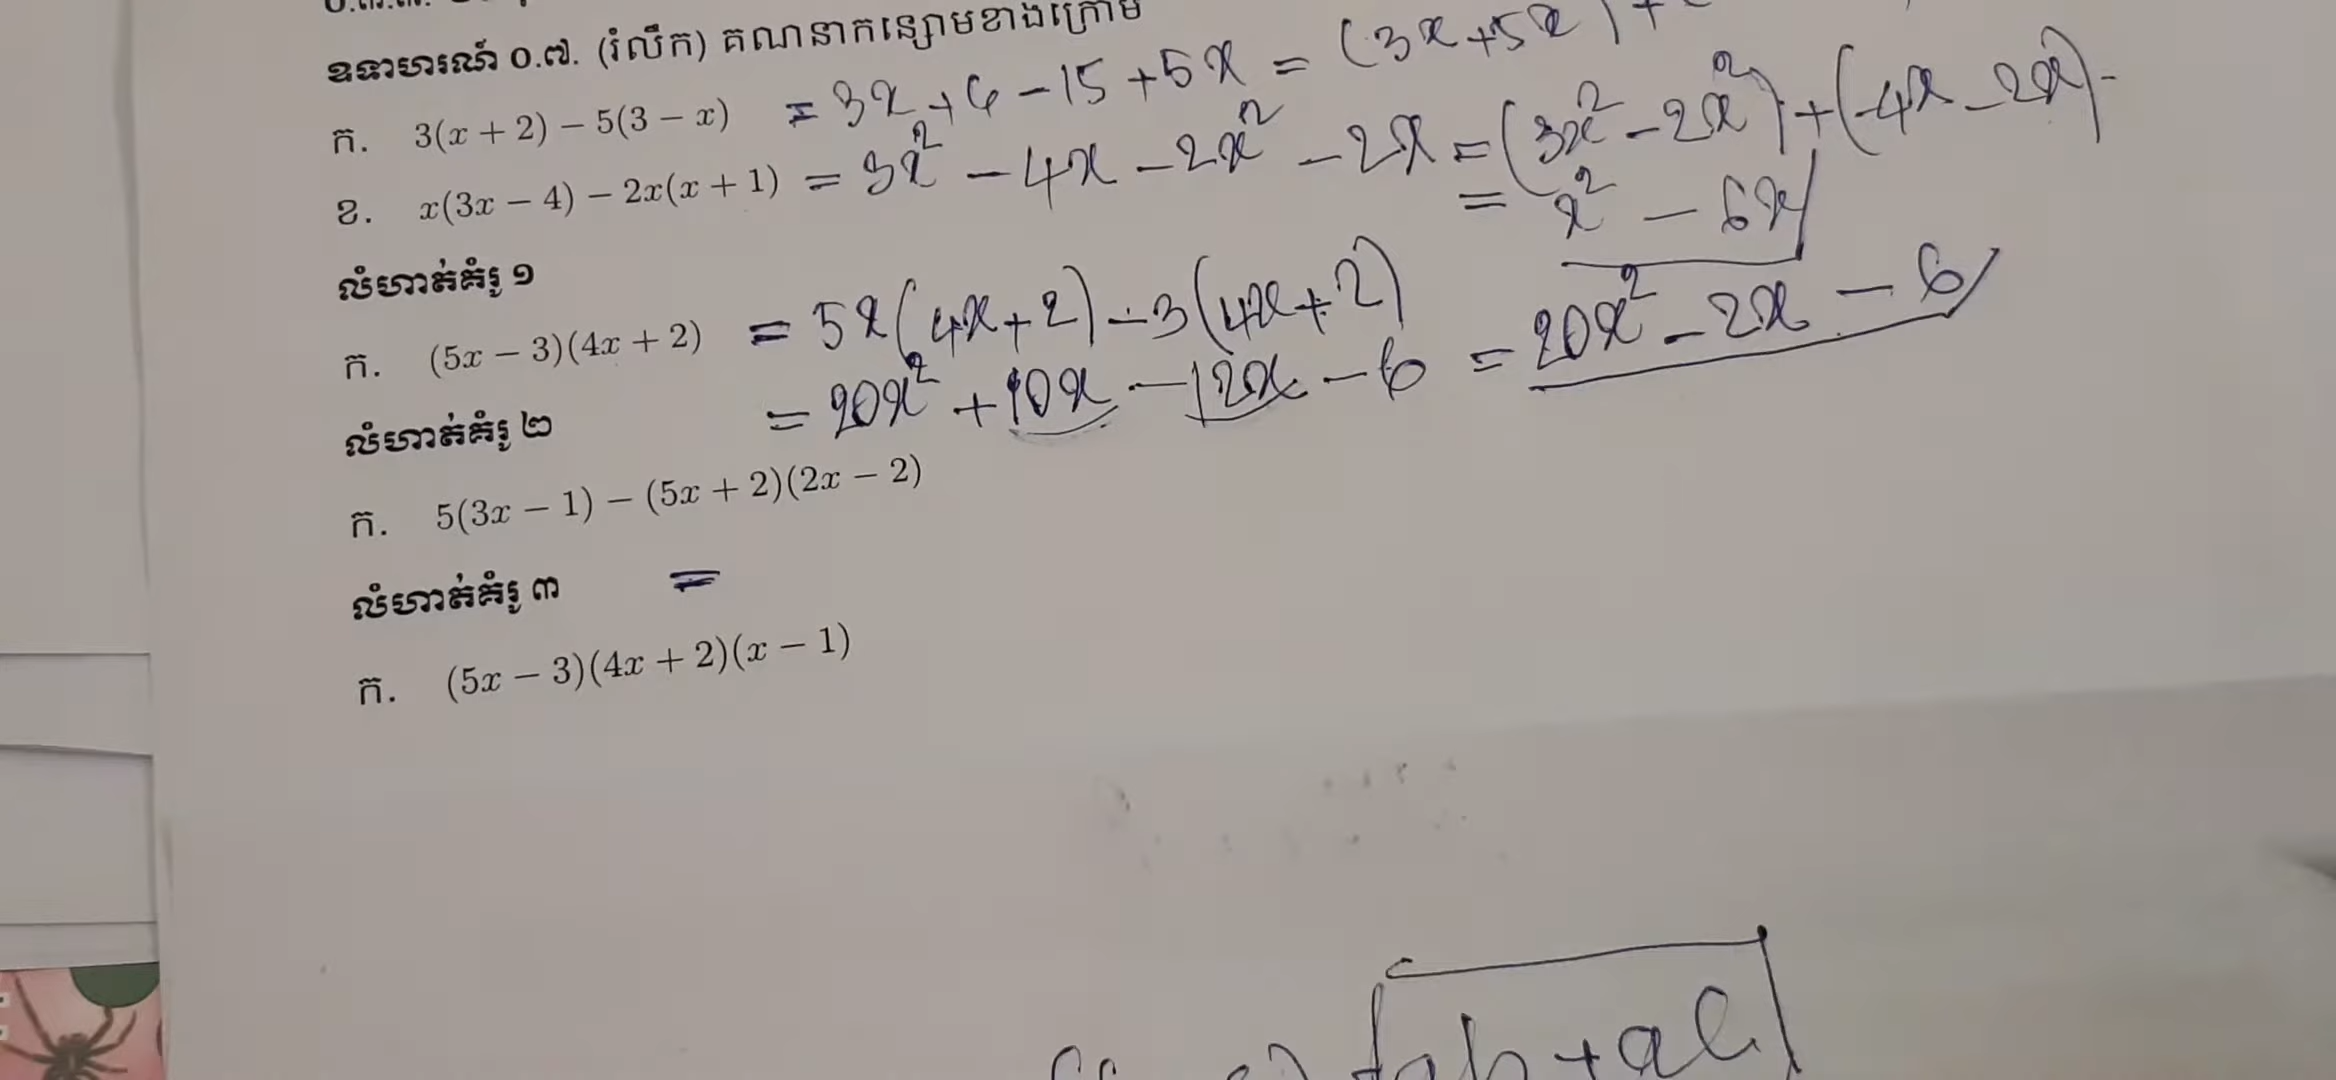 ឧទាហរណ៍ ០.៧. (រំលឹក) គណនាកន្សោមខាងក្រោម
ក. 3(x + 2) − 5(3 − x) = 3x + 6 − 15 + 5x = (3x + 5x) +
ខ. x(3x − 4) − 2x(x + 1) = 3x² − 4x − 2x² − 2x = (3x² − 2x²) + (−4x − 2x)
= x² − 6x
លំហាត់គំរូ ១
ក. (5x − 3)(4x + 2) = 5x(4x + 2) − 3(4x + 2)
= 20x² + 10x − 12x − 6 = 20x² − 2x − 6
លំហាត់គំរូ ២
ក. 5(3x − 1) − (5x + 2)(2x − 2)
លំហាត់គំរូ ៣ =
ក. (5x − 3)(4x + 2)(x − 1)